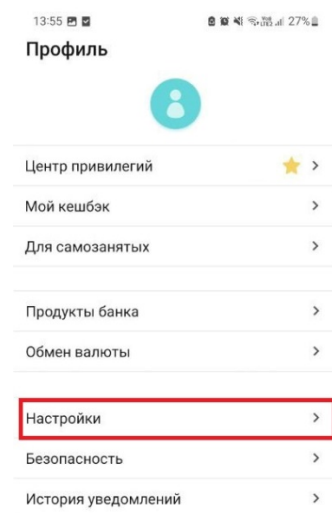 13:55 27%
Профиль
Центр привилегий
Мой кешбэк
Для самозанятых
Продукты банка
Обмен валюты
Настройки
Безопасность
История уведомлений